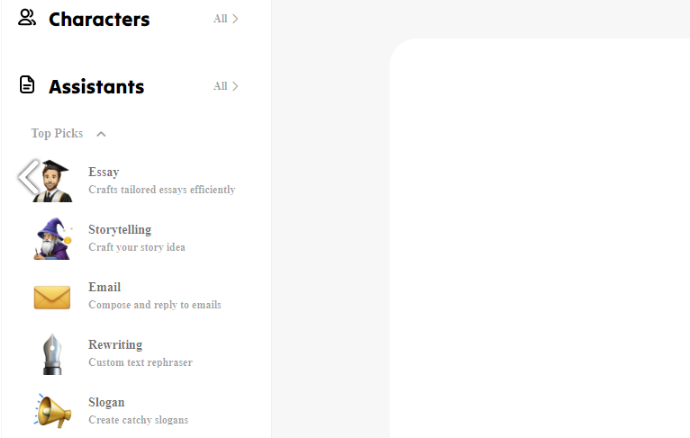 Characters All
Assistants All
Top Picks
Essay
Crafts tailored essays efficiently
Storytelling
Craft your story idea
Email
Compose and reply to emails
Rewriting
Custom text rephraser
Slogan
Create catchy slogans